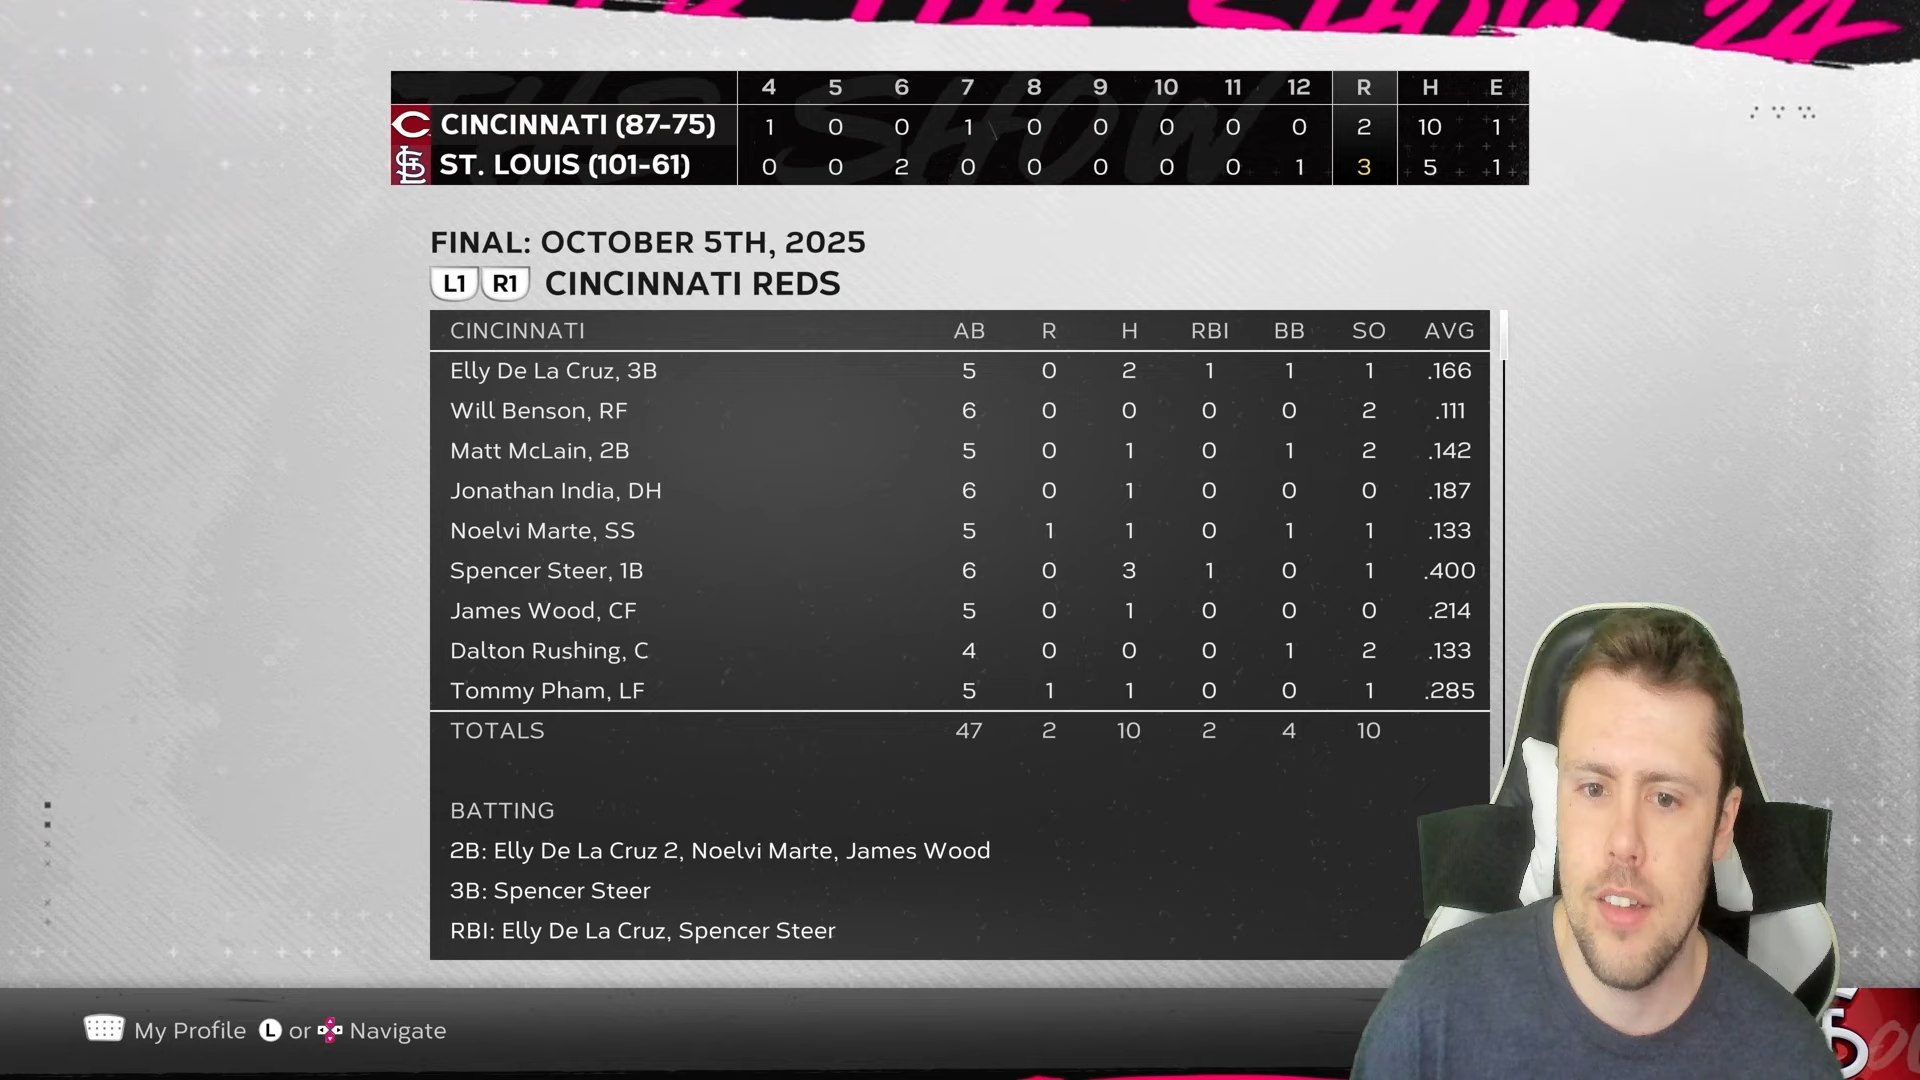 THE SHOW 24
4 5 6 7 8 9 10 11 12 R H E
CINCINNATI (87-75) 1 0 0 1 0 0 0 0 0 2 10 1
ST. LOUIS (101-61) 0 0 2 0 0 0 0 0 1 3 5 1
FINAL: OCTOBER 5TH, 2025
L1 R1 CINCINNATI REDS
CINCINNATI AB R H RBI BB SO AVG
Elly De La Cruz, 3B 5 0 2 1 1 1 .166
Will Benson, RF 6 0 0 0 0 2 .111
Matt McLain, 2B 5 0 1 0 1 2 .142
Jonathan India, DH 6 0 1 0 0 0 .187
Noelvi Marte, SS 5 1 1 0 1 1 .133
Spencer Steer, 1B 6 0 3 1 0 1 .400
James Wood, CF 5 0 1 0 0 0 .214
Dalton Rushing, C 4 0 0 0 1 2 .133
Tommy Pham, LF 5 1 1 0 0 1 .285
TOTALS 47 2 10 2 4 10
BATTING
2B: Elly De La Cruz 2, Noelvi Marte, James Wood
3B: Spencer Steer
RBI: Elly De La Cruz, Spencer Steer
My Profile L or Navigate